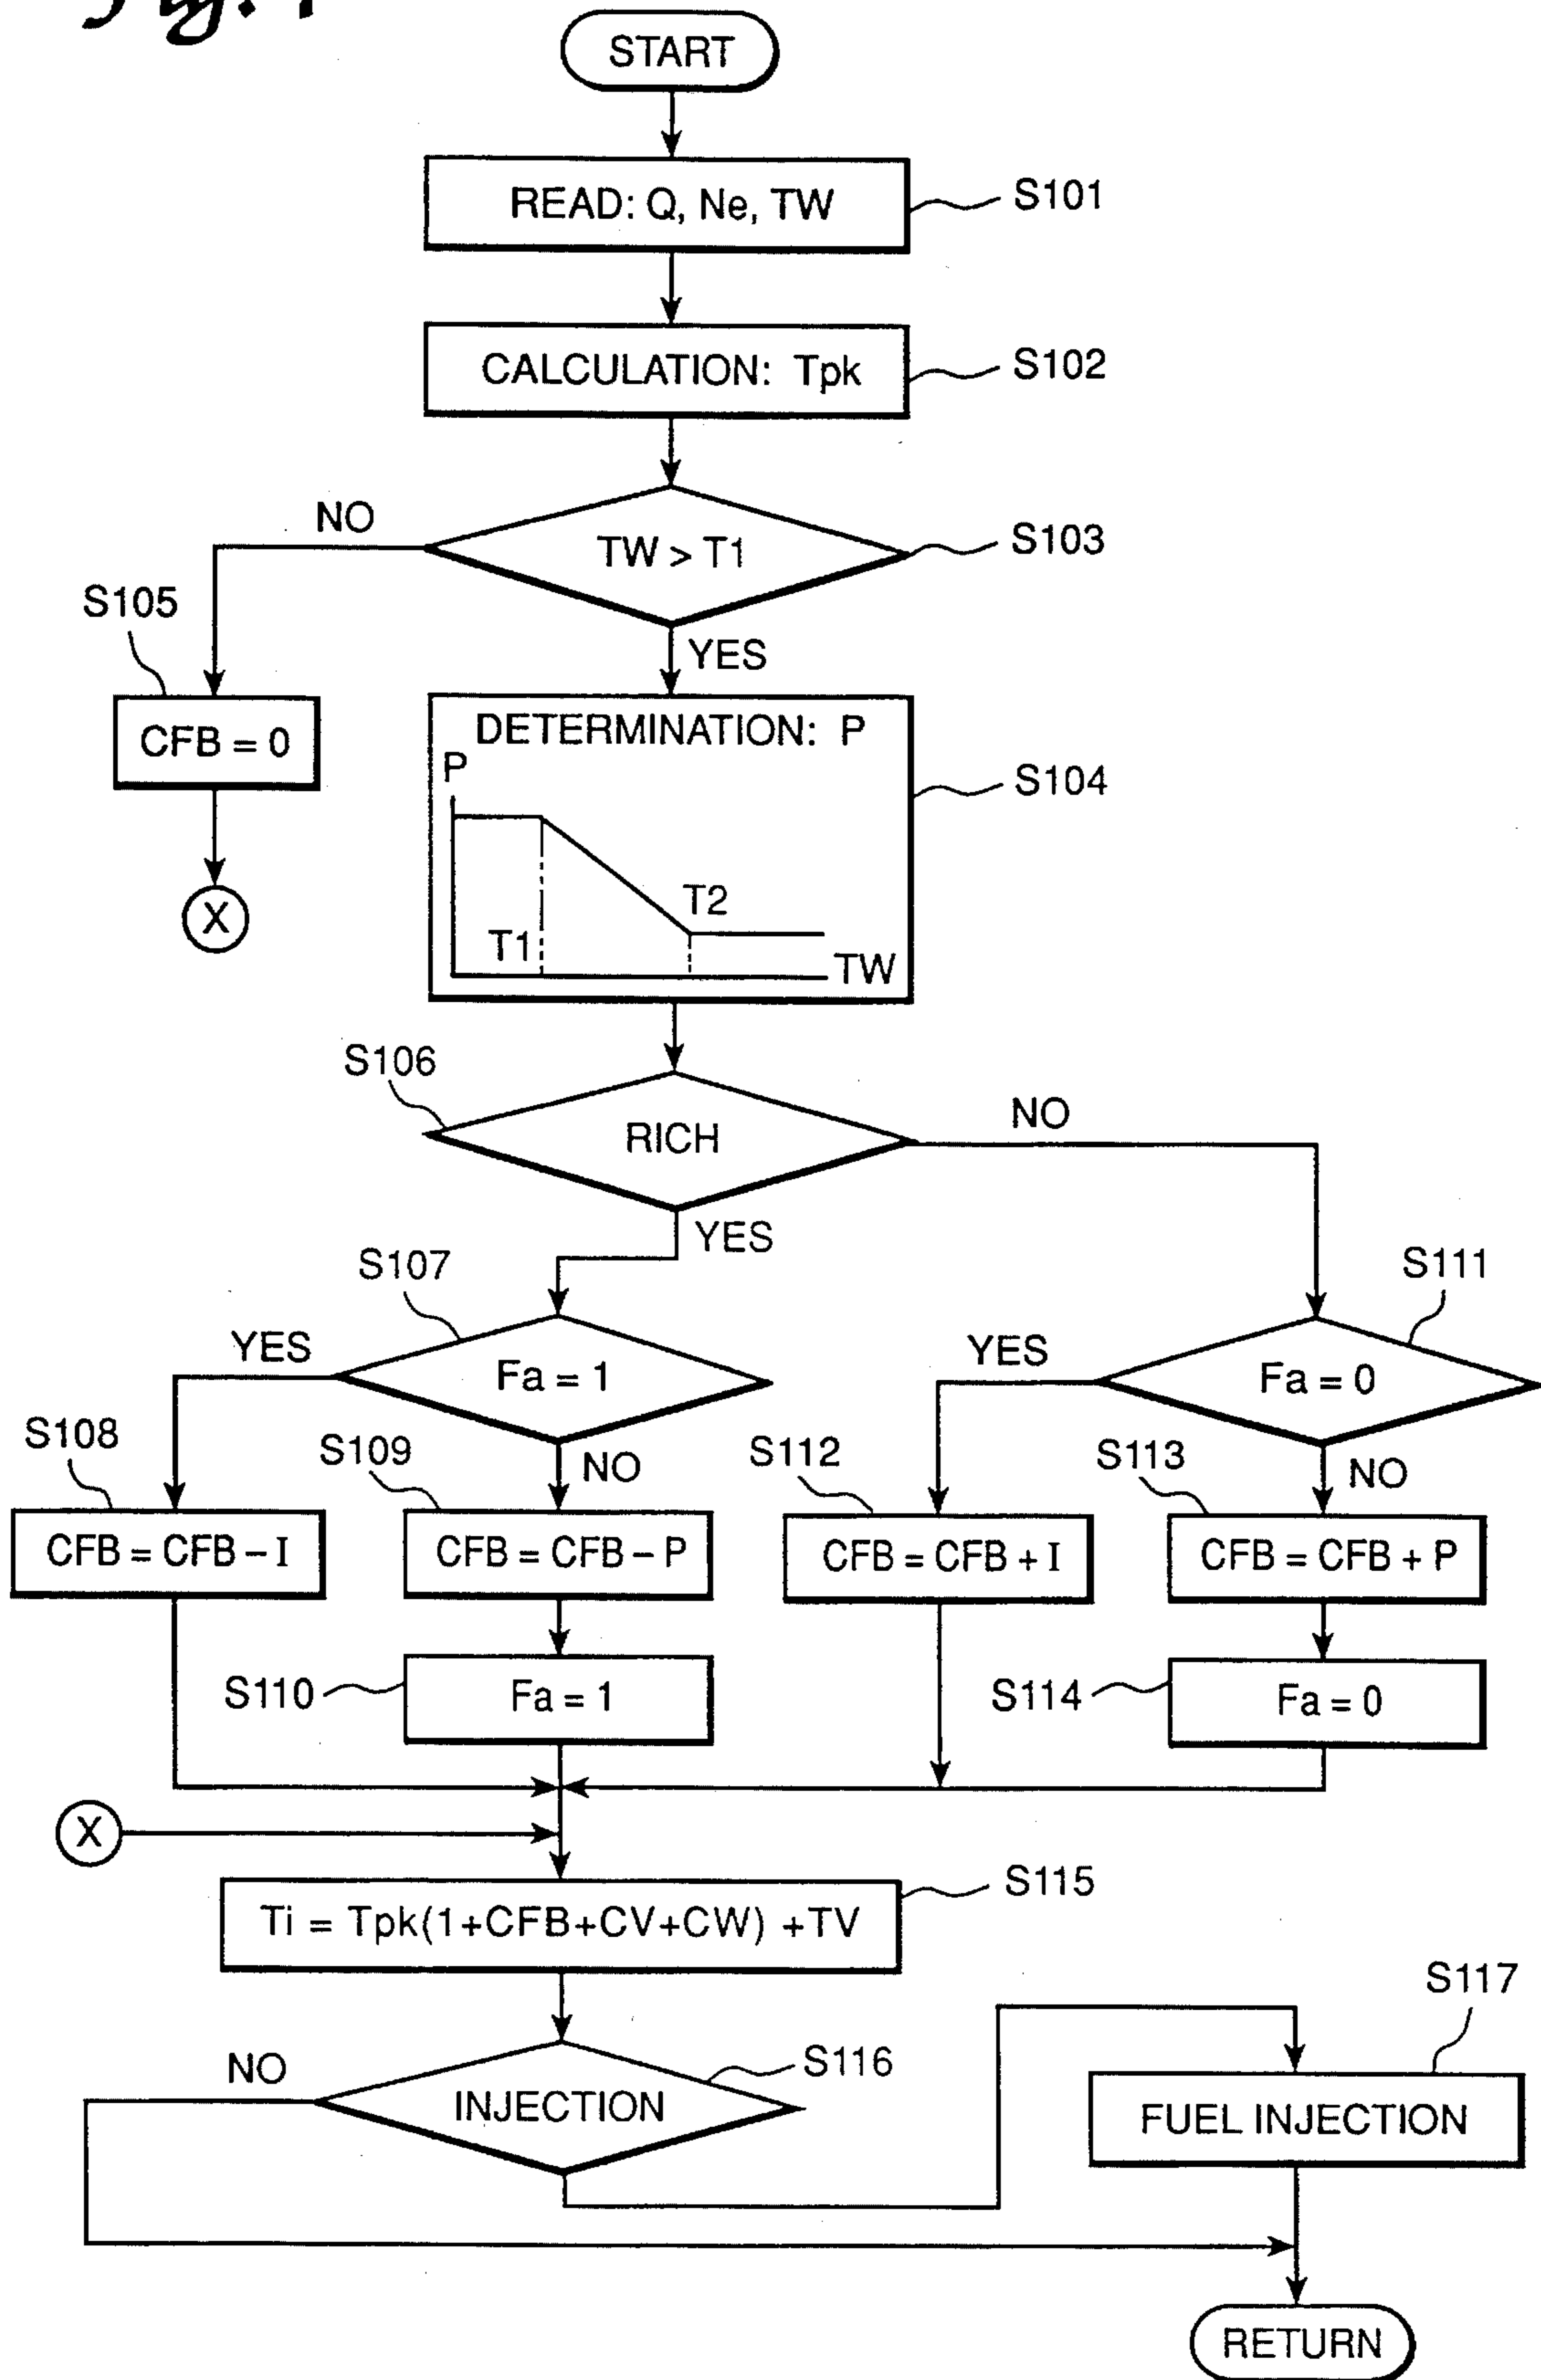 START
READ: Q, Ne, TW
S101
CALCULATION: Tpk
S102
NO
TW > T1
S103
S105
YES
CFB = 0
DETERMINATION: P
P
S104
T2
T1
TW
X
S106
RICH
NO
YES
S107
S111
YES
Fa = 1
YES
Fa = 0
S108
S109
NO
S112
S113
NO
CFB = CFB – I
CFB = CFB – P
CFB = CFB + I
CFB = CFB + P
S110
Fa = 1
S114
Fa = 0
X
S115
Ti = Tpk(1+CFB+CV+CW) +TV
S117
NO
S116
INJECTION
FUEL INJECTION
RETURN